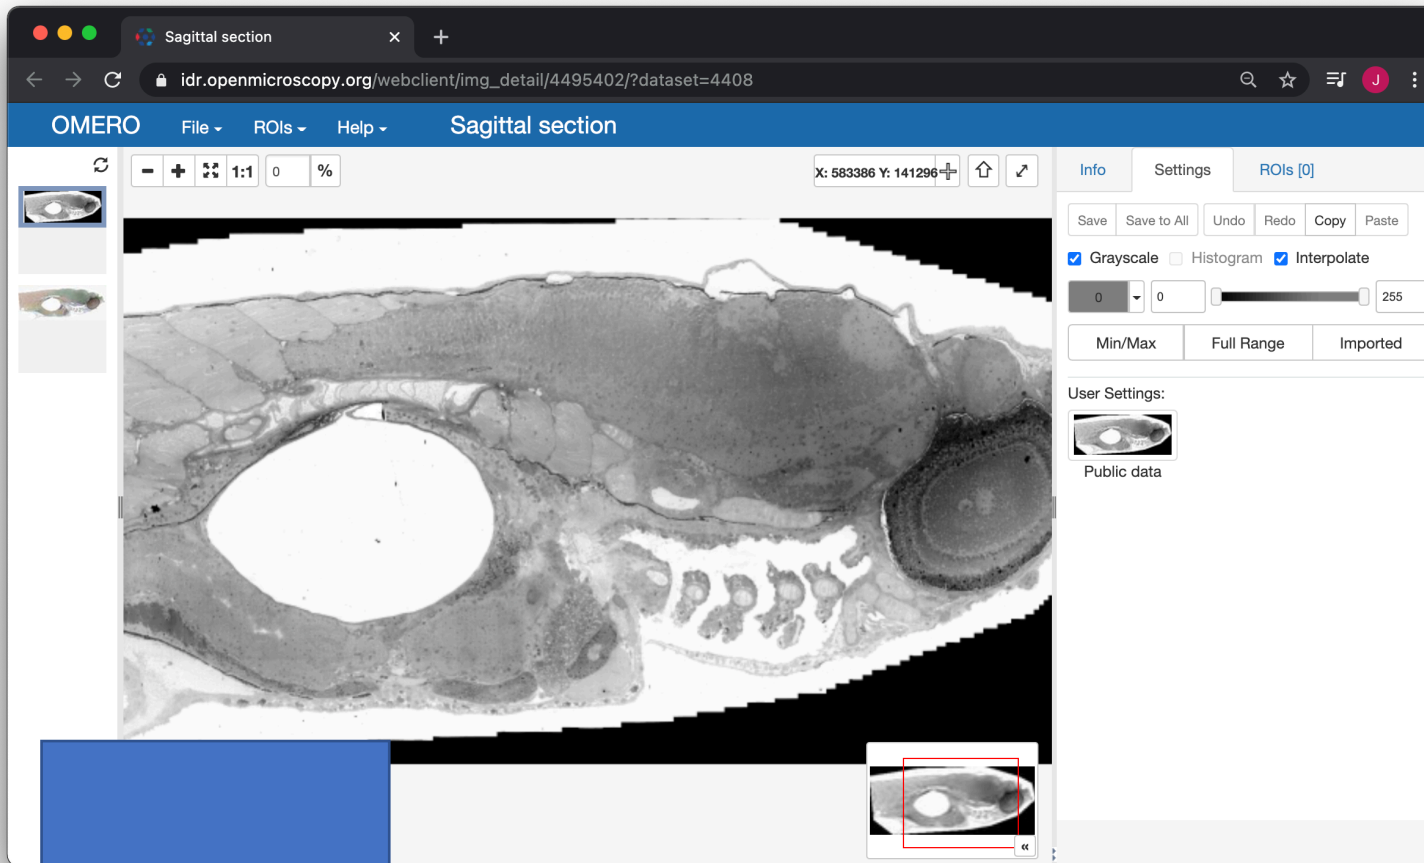 Sagittal section
idr.openmicroscopy.org/webclient/img_detail/4495402/?dataset=4408
J
OMERO File ROIs Help Sagittal section
1:1 0 %
X: 583386 Y: 141296
Info Settings ROIs [0]
Save Save to All Undo Redo Copy Paste
Grayscale Histogram Interpolate
0 0 255
Min/Max Full Range Imported
User Settings:
Public data
«